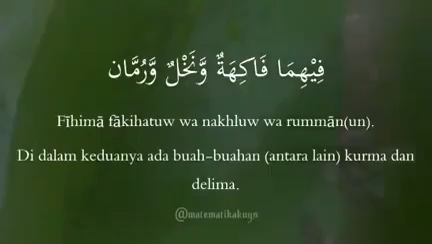 فِيْهِمَا فَاكِهَةٌ وَّنَخْلٌ وَّرُمَّان
Fīhimā fākihatuw wa nakhluw wa rummān(un).
Di dalam keduanya ada buah-buahan (antara lain) kurma dan
delima.
@matematikakuyn